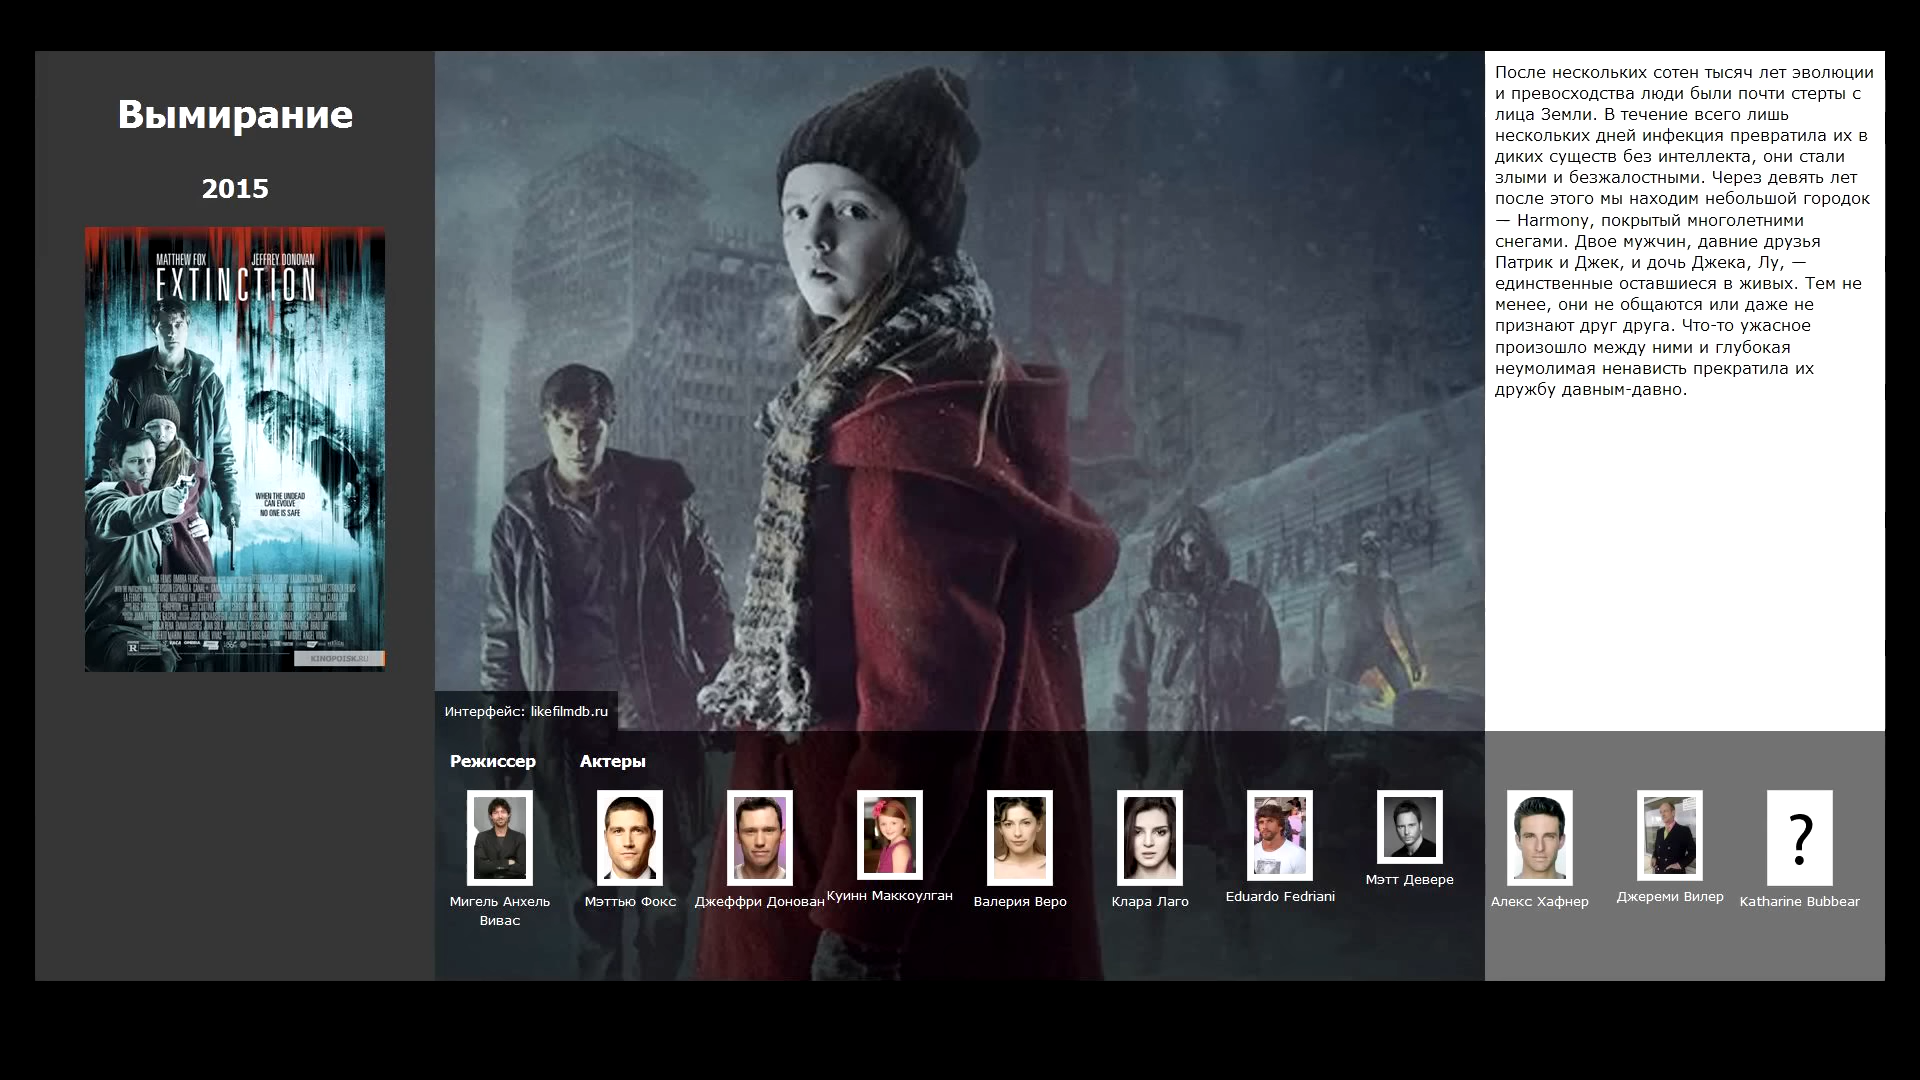 Вымирание
2015
MATTHEW FOX JEFFREY DONOVAN
EXTINCTION
WHEN THE UNDEAD
CAN EVOLVE
NO ONE IS SAFE
KINOPOISK.RU
После нескольких сотен тысяч лет эволюции
и превосходства люди были почти стерты с
лица Земли. В течение всего лишь
нескольких дней инфекция превратила их в
диких существ без интеллекта, они стали
злыми и безжалостными. Через девять лет
после этого мы находим небольшой городок
— Harmony, покрытый многолетними
снегами. Двое мужчин, давние друзья
Патрик и Джек, и дочь Джека, Лу, —
единственные оставшиеся в живых. Тем не
менее, они не общаются или даже не
признают друг друга. Что-то ужасное
произошло между ними и глубокая
неумолимая ненависть прекратила их
дружбу давным-давно.
Интерфейс: likefilmdb.ru
Режиссер Актеры
Мигель Анхель
Вивас
Мэттью Фокс
Джеффри Донован
Куинн Маккоулган
Валерия Веро
Клара Лаго
Eduardo Fedriani
Мэтт Девере
Алекс Хафнер
Джереми Вилер
?
Katharine Bubbear